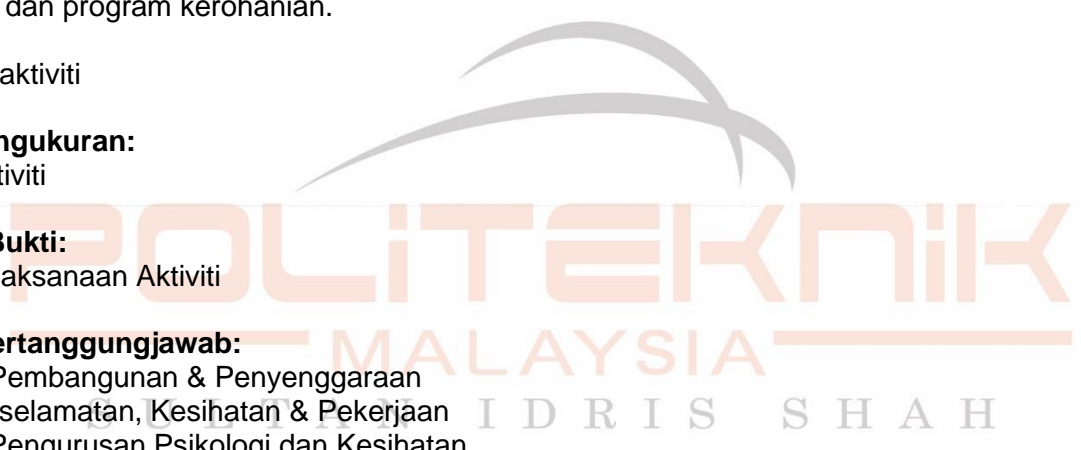 dan program kerohanian.
aktiviti
ngukuran:
tiviti
Bukti:
aksanaan Aktiviti
ertanggungjawab:
Pembangunan & Penyenggaraan
selamatan, Kesihatan & Pekerjaan
Pengurusan Psikologi dan Kesihatan
POLITEKNIK
MALAYSIA
SULTAN IDRIS SHAH